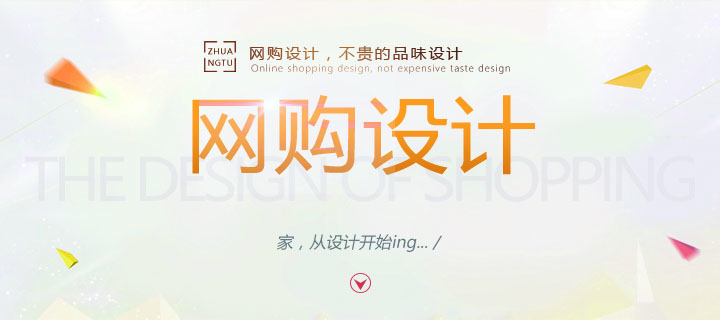 ZHUA
NGTU
网购设计，不贵的品味设计
Online shopping design, not expensive taste design
网购设计
THE DESIGN OF SHOPPING
家，从设计开始ing... /